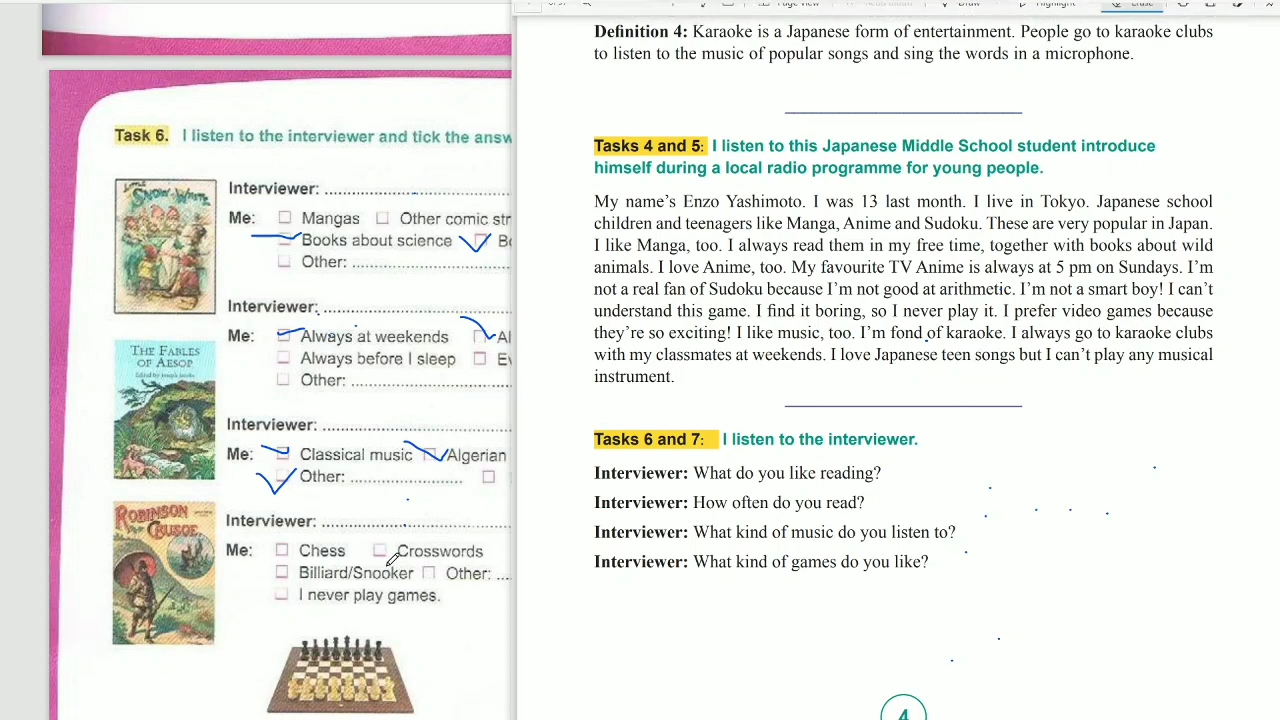 Page View
Draw
Highlight
Erase
Task 6. I listen to the interviewer and tick the answ
SNOW-WHITE
Interviewer: ....................
Me: Mangas Other comic str
Books about science Bo
Other: ....................
Interviewer: ....................
Me: Always at weekends Al
Always before I sleep Ev
Other: ....................
THE FABLES
OF AESOP
Edited by Joseph Jacobs
Interviewer: ....................
Me: Classical music Algerian
Other: ....................
ROBINSON
CRUSOE
Interviewer: ....................
Me: Chess Crosswords
Billiard/Snooker Other: ...
I never play games.
Definition 4: Karaoke is a Japanese form of entertainment. People go to karaoke clubs
to listen to the music of popular songs and sing the words in a microphone.
Tasks 4 and 5: I listen to this Japanese Middle School student introduce
himself during a local radio programme for young people.
My name's Enzo Yashimoto. I was 13 last month. I live in Tokyo. Japanese school
children and teenagers like Manga, Anime and Sudoku. These are very popular in Japan.
I like Manga, too. I always read them in my free time, together with books about wild
animals. I love Anime, too. My favourite TV Anime is always at 5 pm on Sundays. I'm
not a real fan of Sudoku because I'm not good at arithmetic. I'm not a smart boy! I can't
understand this game. I find it boring, so I never play it. I prefer video games because
they're so exciting! I like music, too. I'm fond of karaoke. I always go to karaoke clubs
with my classmates at weekends. I love Japanese teen songs but I can't play any musical
instrument.
Tasks 6 and 7: I listen to the interviewer.
Interviewer: What do you like reading?
Interviewer: How often do you read?
Interviewer: What kind of music do you listen to?
Interviewer: What kind of games do you like?
4